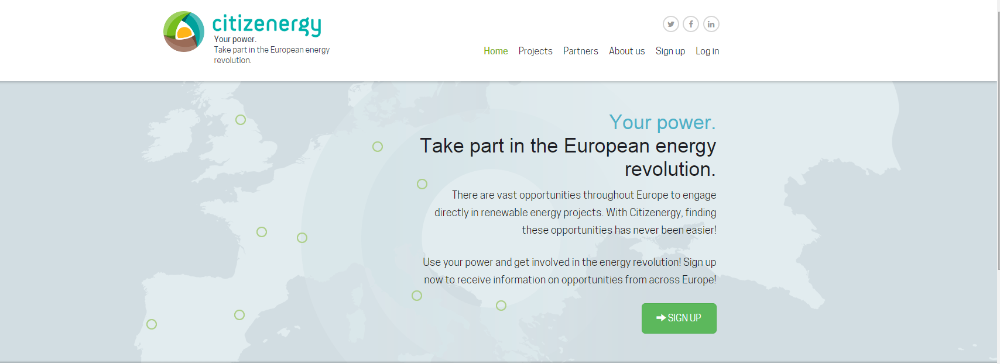 citizenergy
Your power.
Take part in the European energy
revolution.
Home Projects Partners About us Sign up Log in
Your power.
Take part in the European energy
revolution.
There are vast opportunities throughout Europe to engage
directly in renewable energy projects. With Citizenergy, finding
these opportunities has never been easier!
Use your power and get involved in the energy revolution! Sign up
now to receive information on opportunities from across Europe!
SIGN UP